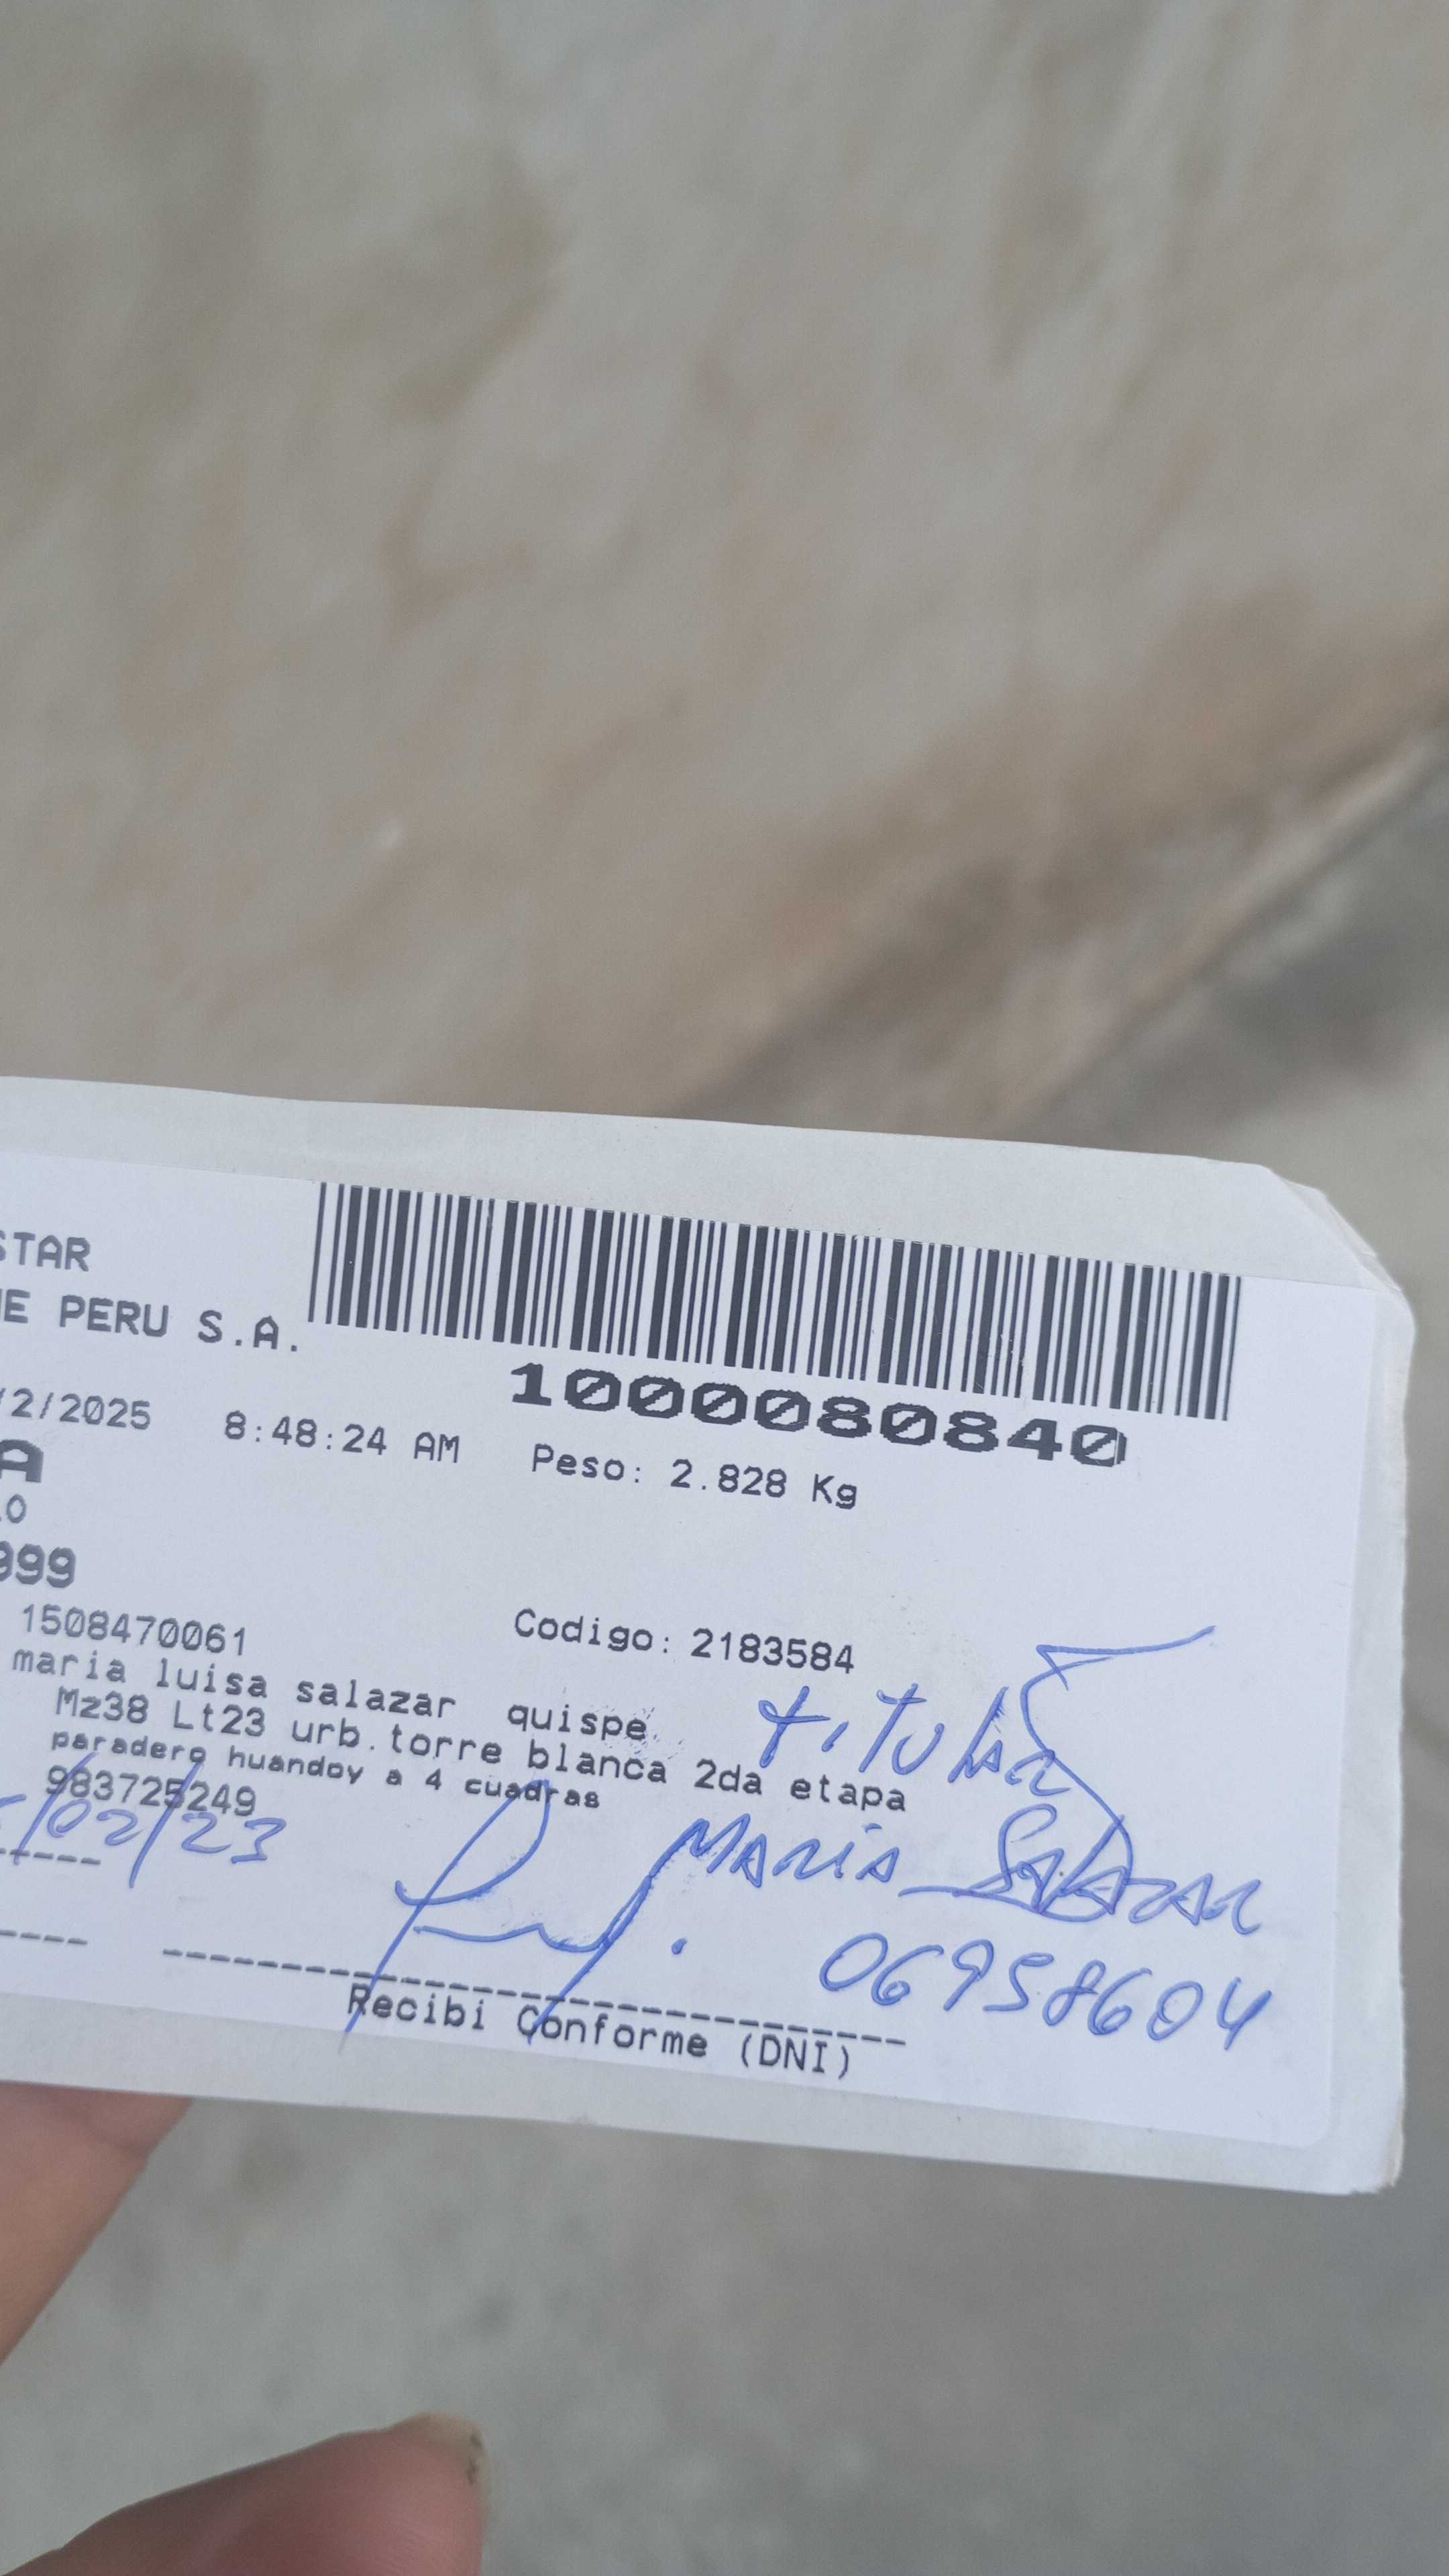 STAR
E PERU S.A.
1000080840
/2/2025 8:48:24 AM Peso: 2.828 Kg
A
LO
999
1508470061 Codigo: 2183584
maria luisa salazar quispe
Mz38 Lt23 urb.torre blanca 2da etapa
paradero huandoy a 4 cuadras
983725249
titular
/02/23
Maria Salazar
06958604
Recibi Conforme (DNI)